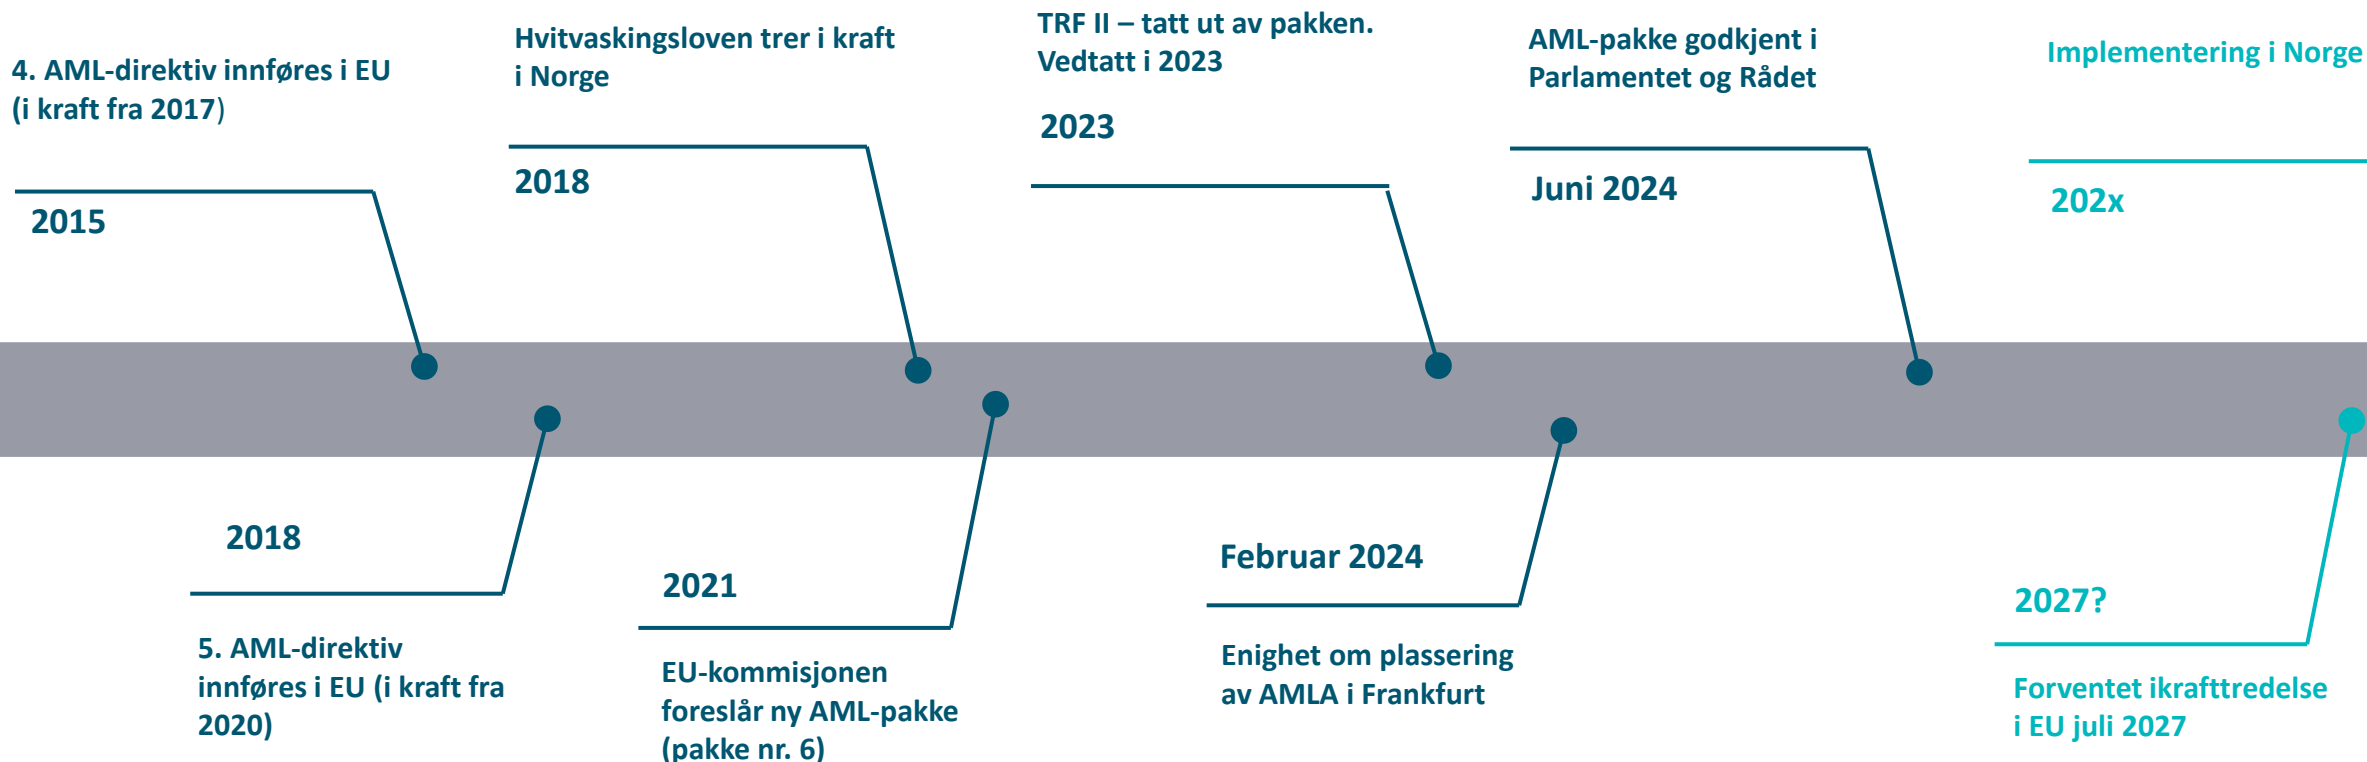 4. AML-direktiv innføres i EU
(i kraft fra 2017)
2015
Hvitvaskingsloven trer i kraft
i Norge
2018
TRF II – tatt ut av pakken.
Vedtatt i 2023
2023
AML-pakke godkjent i
Parlamentet og Rådet
Juni 2024
Implementering i Norge
202x
2018
5. AML-direktiv
innføres i EU (i kraft fra
2020)
2021
EU-kommisjonen
foreslår ny AML-pakke
(pakke nr. 6)
Februar 2024
Enighet om plassering
av AMLA i Frankfurt
2027?
Forventet ikrafttredelse
i EU juli 2027